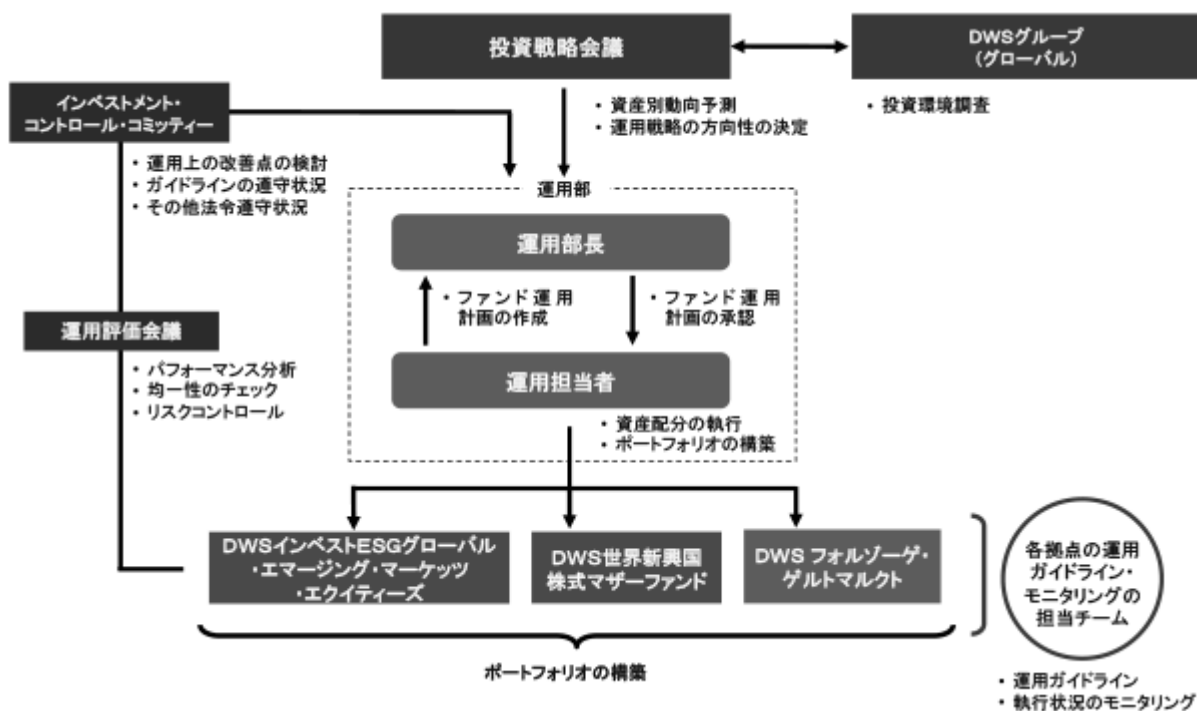 投資戦略会議
DWSグループ
（グローバル）
インベストメント・
コントロール・コミッティー
・資産別動向予測
・運用戦略の方向性の決定
・投資環境調査
・運用上の改善点の検討
・ガイドラインの遵守状況
・その他法令遵守状況
運用部
運用部長
・ファンド運用
計画の作成
・ファンド運用
計画の承認
運用評価会議
・パフォーマンス分析
・均一性のチェック
・リスクコントロール
運用担当者
・資産配分の執行
・ポートフォリオの構築
DWSインベストESGグローバル
・エマージング・マーケッツ
・エクイティーズ
DWS世界新興国
株式マザーファンド
DWS フォルゾーゲ・
ゲルトマルクト
各拠点の運用
ガイドライン・
モニタリングの
担当チーム
ポートフォリオの構築
・運用ガイドライン
・執行状況のモニタリング